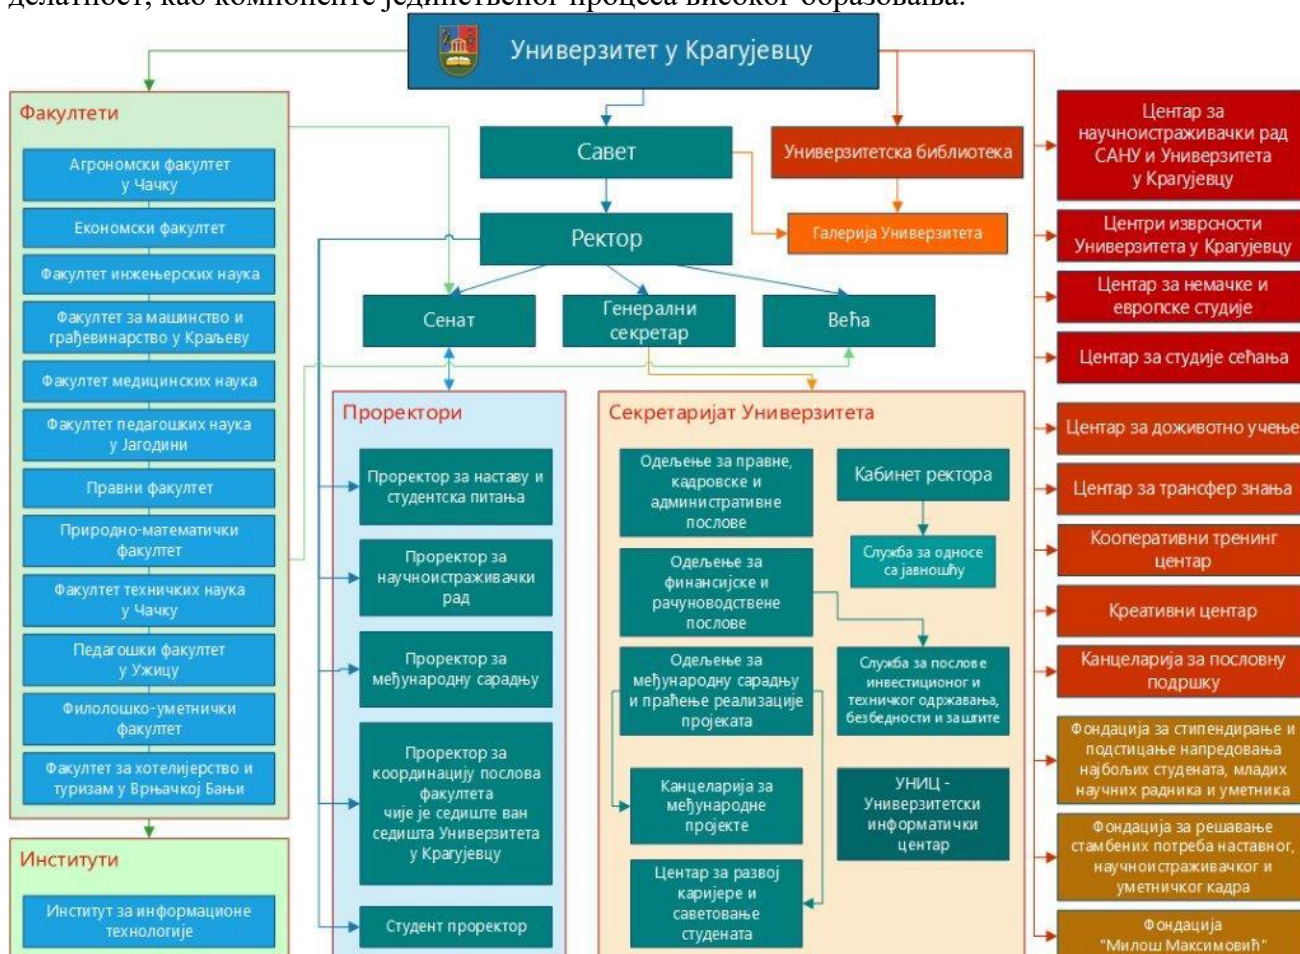 делатност, као компоненте јединственог процеса високог образовања.
Универзитет у Крагујевцу
Факултети
Агрономски факултет
у Чачку
Економски факултет
Факултет инжењерских наука
Факултет за машинство и
грађевинарство у Краљеву
Факултет медицинских наука
Факултет педагошких наука
у Јагодини
Правни факултет
Природно-математички
факултет
Факултет техничких наука
у Чачку
Педагошки факултет
у Ужицу
Филолошко-уметнички
факултет
Факултет за хотелијерство и
туризам у Врњачкој Бањи
Институти
Институт за информационе
технологије
Савет
Ректор
Сенат
Генерални
секретар
Већа
Универзитетска библиотека
Галерија Универзитета
Проректори
Проректор за наставу и
студентска питања
Проректор за
научноистраживачки
рад
Проректор за
међународну сарадњу
Проректор за
координацију послова
факултета
чије је седиште ван
седишта Универзитета
у Крагујевцу
Студент проректор
Секретаријат Универзитета
Одељење за правне,
кадровске и
административне
послове
Одељење за
финансијске и
рачуноводствене
послове
Одељење за
међународну сарадњу
и праћење реализације
пројеката
Канцеларија за
међународне
пројекте
Центар за развој
каријере и
саветовање
студената
Кабинет ректора
Служба за односе
са јавношћу
Служба за послове
инвестиционог и
техничког одржавања,
безбедности и заштите
УНИЦ -
Универзитетски
информатички
центар
Центар за
научноистраживачки рад
САНУ и Универзитета
у Крагујевцу
Центри изврсности
Универзитета у Крагујевцу
Центар за немачке и
европске студије
Центар за студије сећања
Центар за доживотно учење
Центар за трансфер знања
Кооперативни тренинг
центар
Креативни центар
Канцеларија за пословну
подршку
Фондација за стипендирање и
подстицање напредовања
најбољих студената, младих
научних радника и уметника
Фондација за решавање
стамбених потреба наставног,
научноистраживачког и
уметничког кадра
Фондација
"Милош Максимовић"